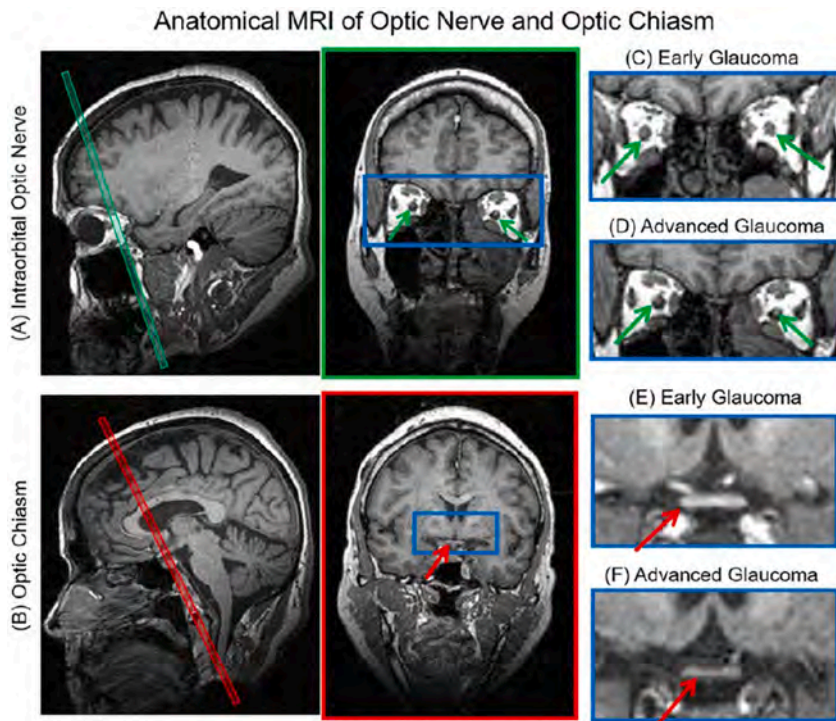 Anatomical MRI of Optic Nerve and Optic Chiasm
(A) Intraorbital Optic Nerve
(C) Early Glaucoma
(D) Advanced Glaucoma
(B) Optic Chiasm
(E) Early Glaucoma
(F) Advanced Glaucoma